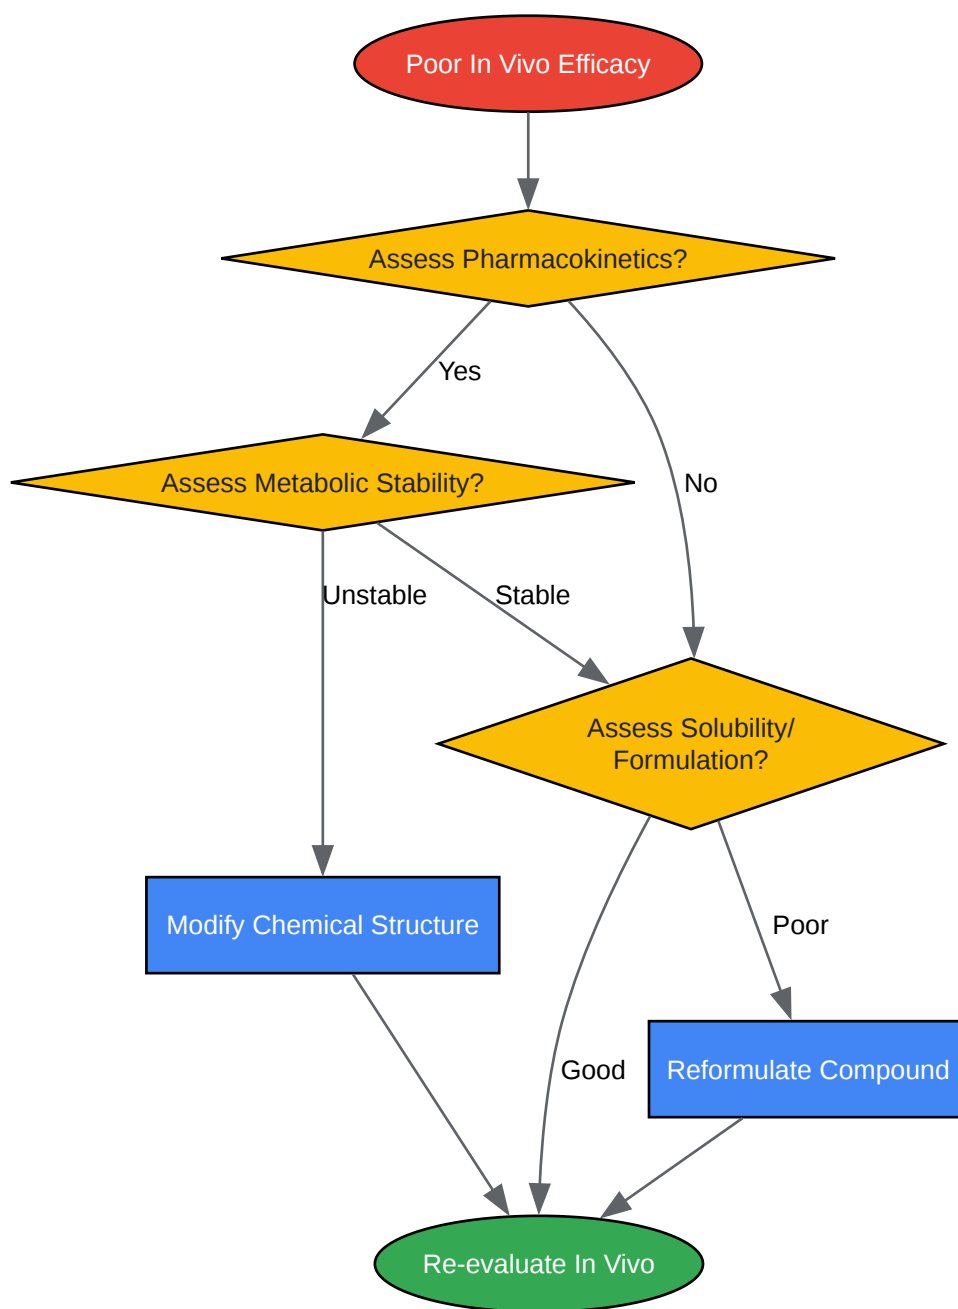 Poor In Vivo Efficacy
Assess Pharmacokinetics?
Yes
Assess Metabolic Stability?
No
Unstable
Stable
Assess Solubility/
Formulation?
Modify Chemical Structure
Poor
Good
Reformulate Compound
Re-evaluate In Vivo